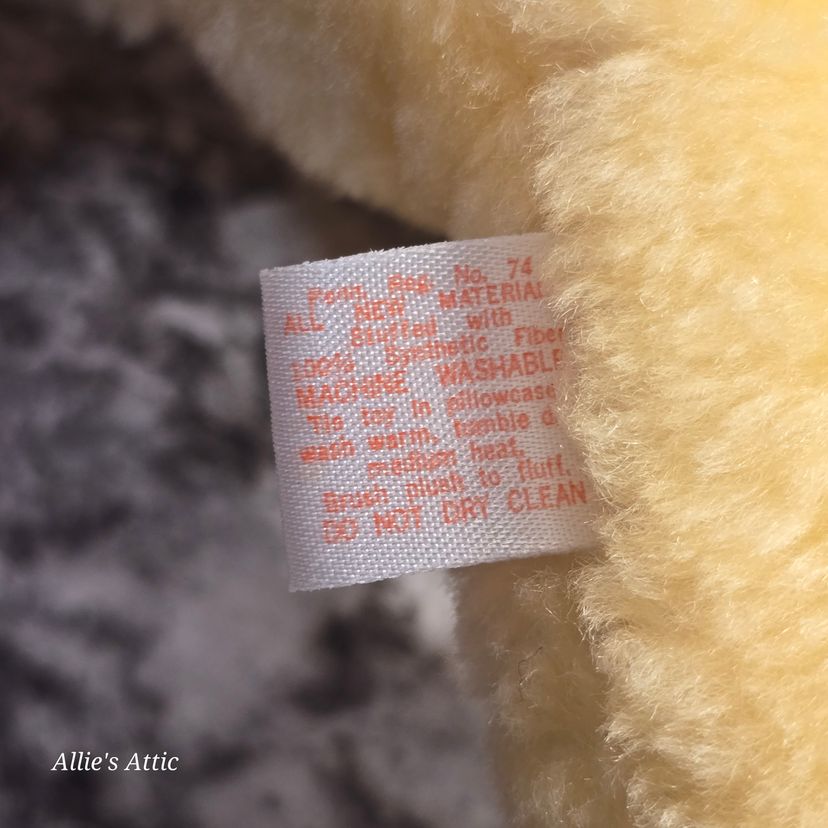 Penn. Reg. No. 74
ALL NEW MATERIAL
Stuffed with
100% Synthetic Fiber
MACHINE WASHABLE
Tie toy in pillowcase
wash warm, tumble d
medium heat.
Brush plush to fluff.
DO NOT DRY CLEAN
Allie's Attic